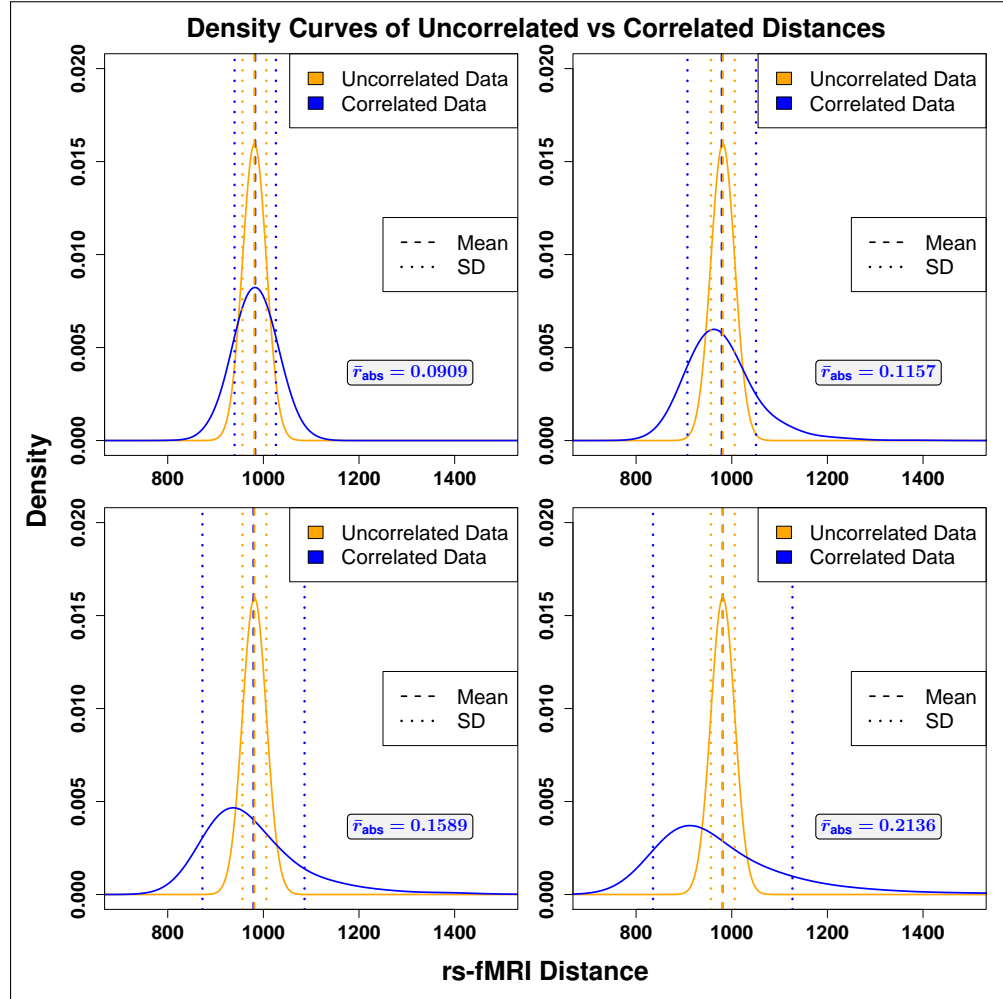 Density Curves of Uncorrelated vs Correlated Distances
Uncorrelated Data
Correlated Data
Mean
SD
r̄abs = 0.0909
0.000 0.005 0.010 0.015 0.020
800 1000 1200 1400
Uncorrelated Data
Correlated Data
Mean
SD
r̄abs = 0.1157
0.000 0.005 0.010 0.015 0.020
800 1000 1200 1400
Uncorrelated Data
Correlated Data
Mean
SD
r̄abs = 0.1589
0.000 0.005 0.010 0.015 0.020
800 1000 1200 1400
Uncorrelated Data
Correlated Data
Mean
SD
r̄abs = 0.2136
0.000 0.005 0.010 0.015 0.020
800 1000 1200 1400
Density
rs-fMRI Distance